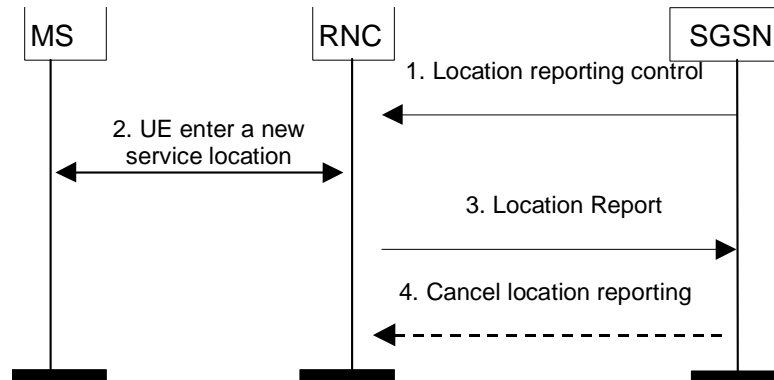 MS
RNC
SGSN
1. Location reporting control
2. UE enter a new
service location
3. Location Report
4. Cancel location reporting